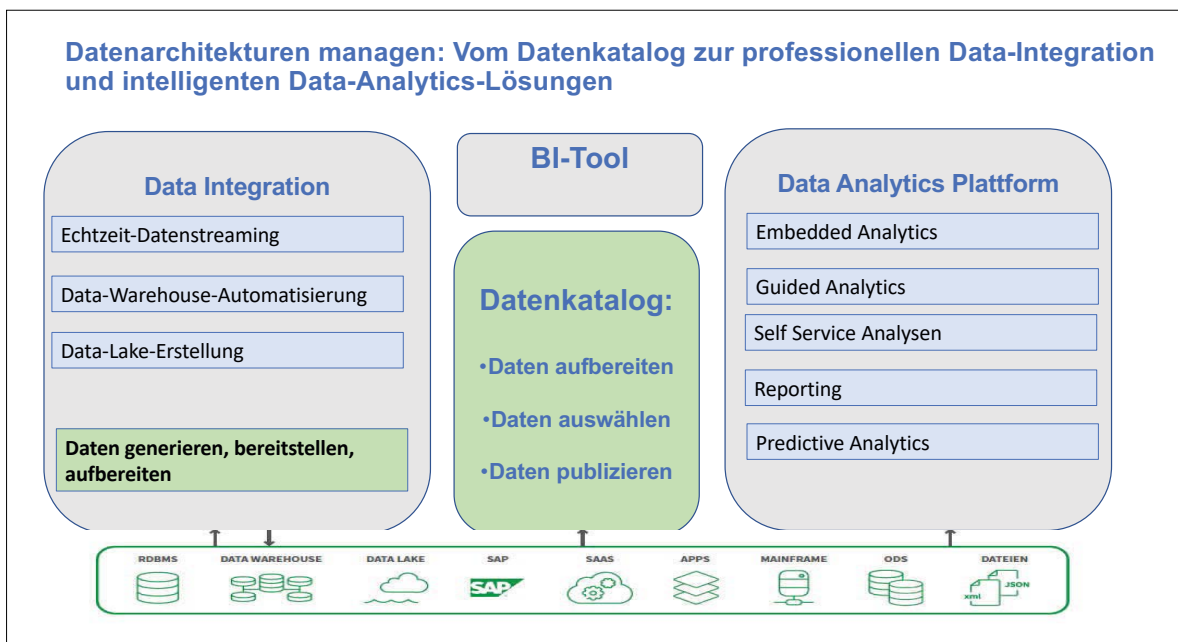 Datenarchitekturen managen: Vom Datenkatalog zur professionellen Data-Integration
und intelligenten Data-Analytics-Lösungen
Data Integration
Echtzeit-Datenstreaming
Data-Warehouse-Automatisierung
Data-Lake-Erstellung
Daten generieren, bereitstellen,
aufbereiten
BI-Tool
Datenkatalog:
•Daten aufbereiten
•Daten auswählen
•Daten publizieren
Data Analytics Plattform
Embedded Analytics
Guided Analytics
Self Service Analysen
Reporting
Predictive Analytics
RDBMS
DATA WAREHOUSE
DATA LAKE
SAP
SAAS
APPS
MAINFRAME
ODS
DATEIEN
SAP
JSON
xml